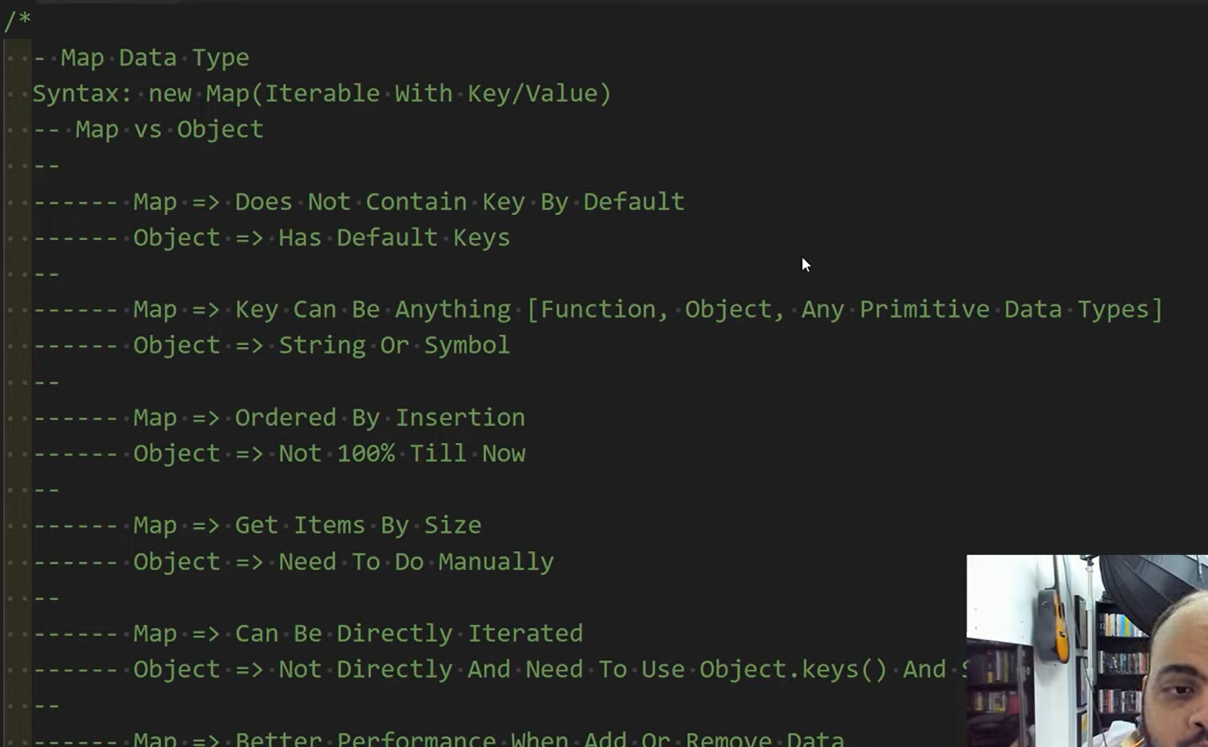 /*
- Map Data Type
Syntax: new Map(Iterable With Key/Value)
-- Map vs Object
--
------ Map => Does Not Contain Key By Default
------ Object => Has Default Keys
--
------ Map => Key Can Be Anything [Function, Object, Any Primitive Data Types]
------ Object => String Or Symbol
--
------ Map => Ordered By Insertion
------ Object => Not 100% Till Now
--
------ Map => Get Items By Size
------ Object => Need To Do Manually
--
------ Map => Can Be Directly Iterated
------ Object => Not Directly And Need To Use Object.keys() And
--
------ Map => Better Performance When Add Or Remove Data